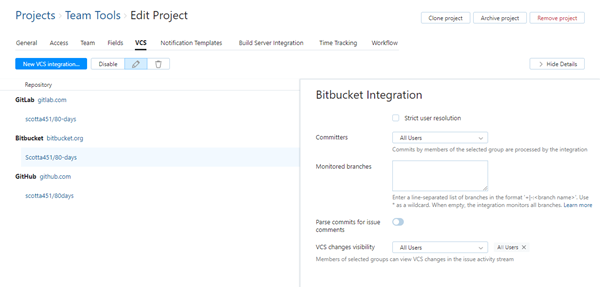 Projects › Team Tools › Edit Project
Clone project
Archive project
Remove project
General
Access
Team
Fields
VCS
Notification Templates
Build Server Integration
Time Tracking
Workflow
New VCS integration...
Disable
Hide Details
Repository
GitLab gitlab.com
scotta451/80-days
Bitbucket bitbucket.org
Scotta451/80-days
GitHub github.com
scotta451/80days
Bitbucket Integration
Strict user resolution
Committers
All Users
Commits by members of the selected group are processed by the integration
Monitored branches
Enter a line-separated list of branches in the format '+|-:<branch name>'. Use
* as a wildcard. When empty, the integration monitors all branches. Learn more
Parse commits for issue
comments
VCS changes visibility
All Users
All Users ×
Members of selected groups can view VCS changes in the issue activity stream